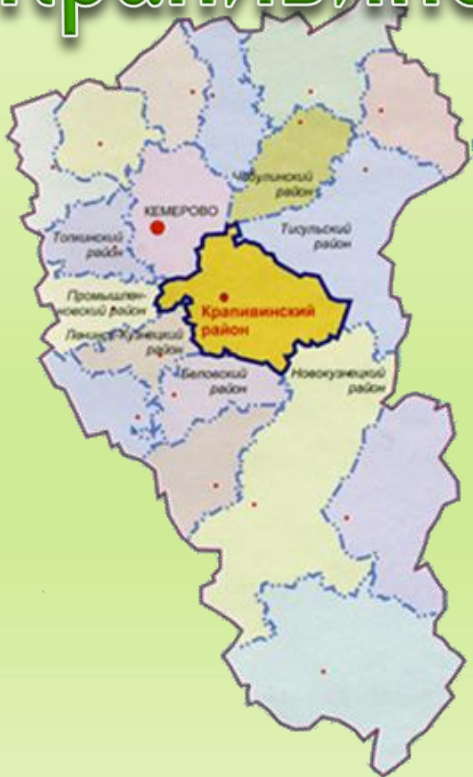 Чебулинский
район
КЕМЕРОВО
Тисульский
район
Топкинский
район
Промышлен-
новский район
Крапивинский
район
Ленинск-Кузнецкий
район
Беловский
район
Новокузнецкий
район